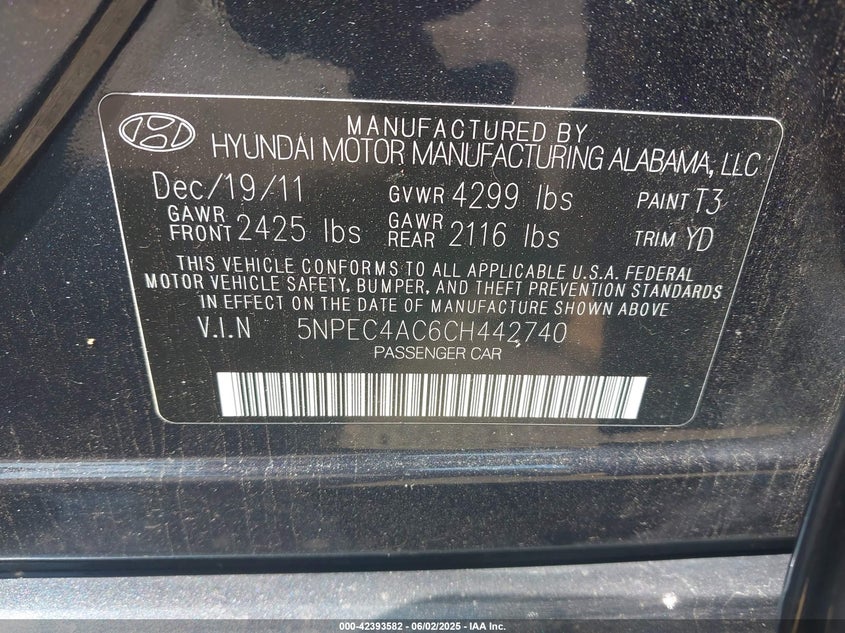 MANUFACTURED BY
HYUNDAI MOTOR MANUFACTURING ALABAMA, LLC
Dec/19/11 GVWR 4299 lbs PAINT T3
GAWR FRONT 2425 lbs GAWR REAR 2116 lbs TRIM YD
THIS VEHICLE CONFORMS TO ALL APPLICABLE U.S.A. FEDERAL
MOTOR VEHICLE SAFETY, BUMPER, AND THEFT PREVENTION STANDARDS
IN EFFECT ON THE DATE OF MANUFACTURE SHOWN ABOVE
V.I.N 5NPEC4AC6CH442740
PASSENGER CAR
000-42393582 - 06/02/2025 - IAA Inc.